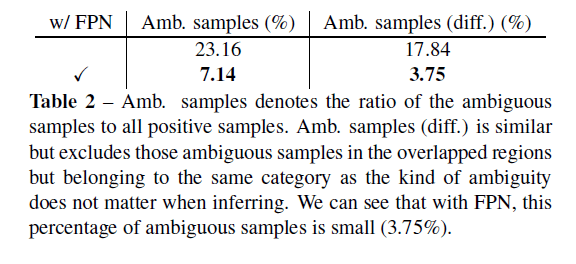 w/ FPN Amb. samples (%) Amb. samples (diff.) (%)
23.16 17.84
✓ 7.14 3.75
Table 2 – Amb. samples denotes the ratio of the ambiguous
samples to all positive samples. Amb. samples (diff.) is similar
but excludes those ambiguous samples in the overlapped regions
but belonging to the same category as the kind of ambiguity
does not matter when inferring. We can see that with FPN, this
percentage of ambiguous samples is small (3.75%).